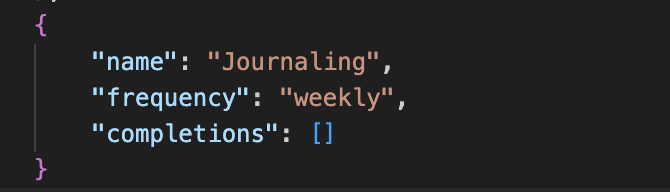 {
"name": "Journaling",
"frequency": "weekly",
"completions": []
}